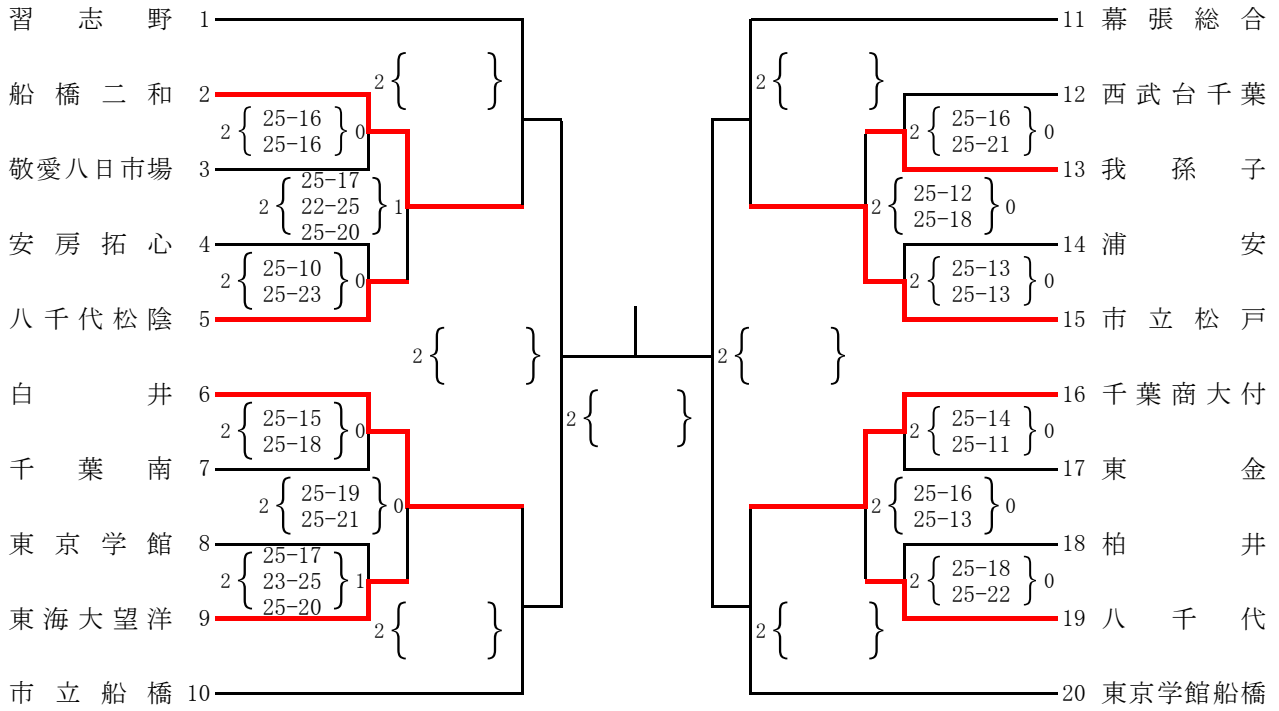 習志野 1
2
船橋二和 2
2 25-16 0
25-16
敬愛八日市場 3
25-17
2 22-25 1
25-20
安房拓心 4
2 25-10 0
25-23
八千代松陰 5
2
白井 6
2 25-15 0
25-18
千葉南 7
2 25-19 0
25-21
東京学館 8
25-17
2 23-25 1
25-20
東海大望洋 9
2
市立船橋 10
2
11 幕張総合
2
12 西武台千葉
2 25-16 0
25-21
13 我孫子
2 25-12 0
25-18
14 浦安
2 25-13 0
25-13
15 市立松戸
2
16 千葉商大付
2 25-14 0
25-11
17 東金
2 25-16 0
25-13
18 柏井
2 25-18 0
25-22
19 八千代
2
20 東京学館船橋